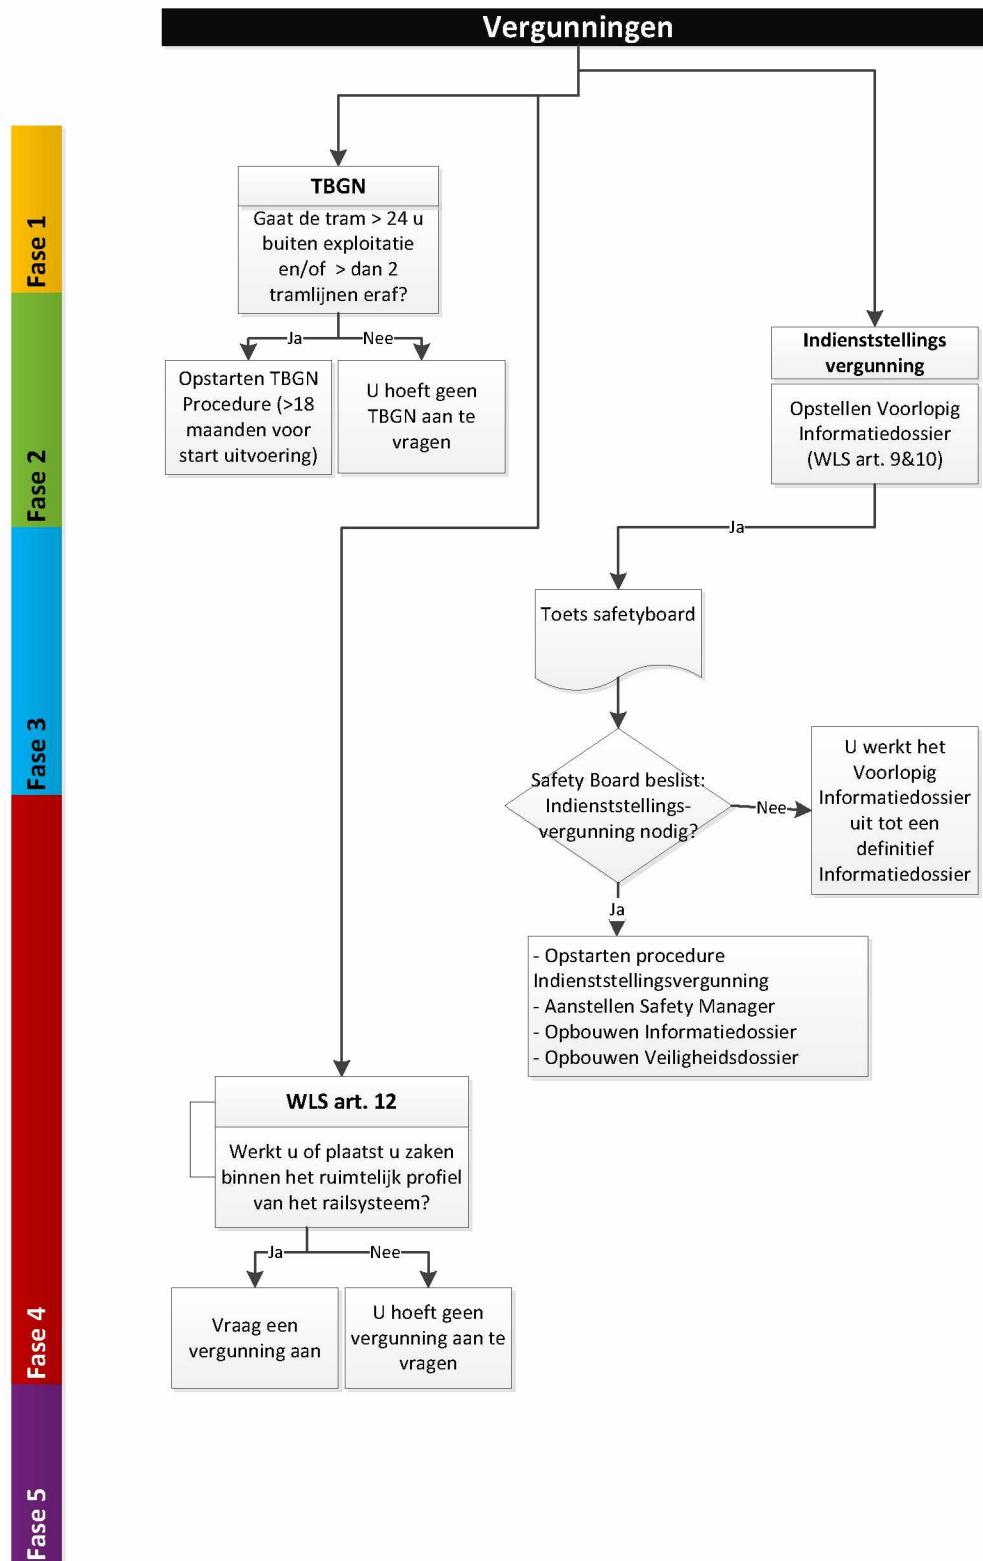 Vergunningen
Fase 1
Fase 2
Fase 3
Fase 4
Fase 5
TBGN
Gaat de tram > 24 u
buiten exploitatie
en/of > dan 2
tramlijnen eraf?
Ja
Nee
Opstarten TBGN
Procedure (>18
maanden voor
start uitvoering)
U hoeft geen
TBGN aan te
vragen
Indienststellings
vergunning
Opstellen Voorlopig
Informatiedossier
(WLS art. 9&10)
Ja
Toets safetyboard
Safety Board beslist:
Indienststellings-
vergunning nodig?
Nee
U werkt het
Voorlopig
Informatiedossier
uit tot een
definitief
Informatiedossier
Ja
- Opstarten procedure
Indienststellingsvergunning
- Aanstellen Safety Manager
- Opbouwen Informatiedossier
- Opbouwen Veiligheidsdossier
WLS art. 12
Werkt u of plaatst u zaken
binnen het ruimtelijk profiel
van het railsysteem?
Ja
Nee
Vraag een
vergunning aan
U hoeft geen
vergunning aan te
vragen